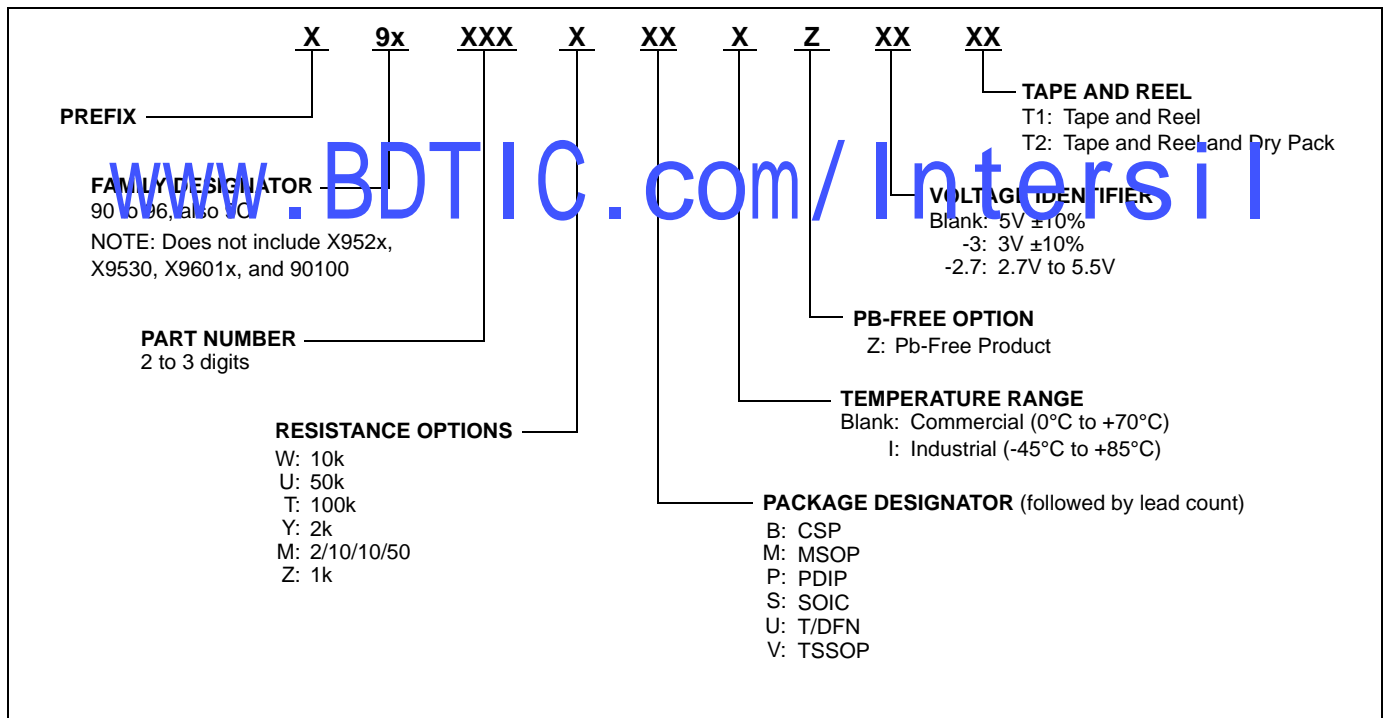 X 9x XXX X XX X Z XX XX
PREFIX
TAPE AND REEL
T1: Tape and Reel
T2: Tape and Reel and Dry Pack
www.BDTIC.com/Intersil
FAMILY DESIGNATOR
90 to 96, also 9C
NOTE: Does not include X952x,
X9530, X9601x, and 90100
VOLTAGE IDENTIFIER
Blank: 5V ±10%
-3: 3V ±10%
-2.7: 2.7V to 5.5V
PART NUMBER
2 to 3 digits
PB-FREE OPTION
Z: Pb-Free Product
TEMPERATURE RANGE
Blank: Commercial (0°C to +70°C)
I: Industrial (-45°C to +85°C)
RESISTANCE OPTIONS
W: 10k
U: 50k
T: 100k
Y: 2k
M: 2/10/10/50
Z: 1k
PACKAGE DESIGNATOR (followed by lead count)
B: CSP
M: MSOP
P: PDIP
S: SOIC
U: T/DFN
V: TSSOP